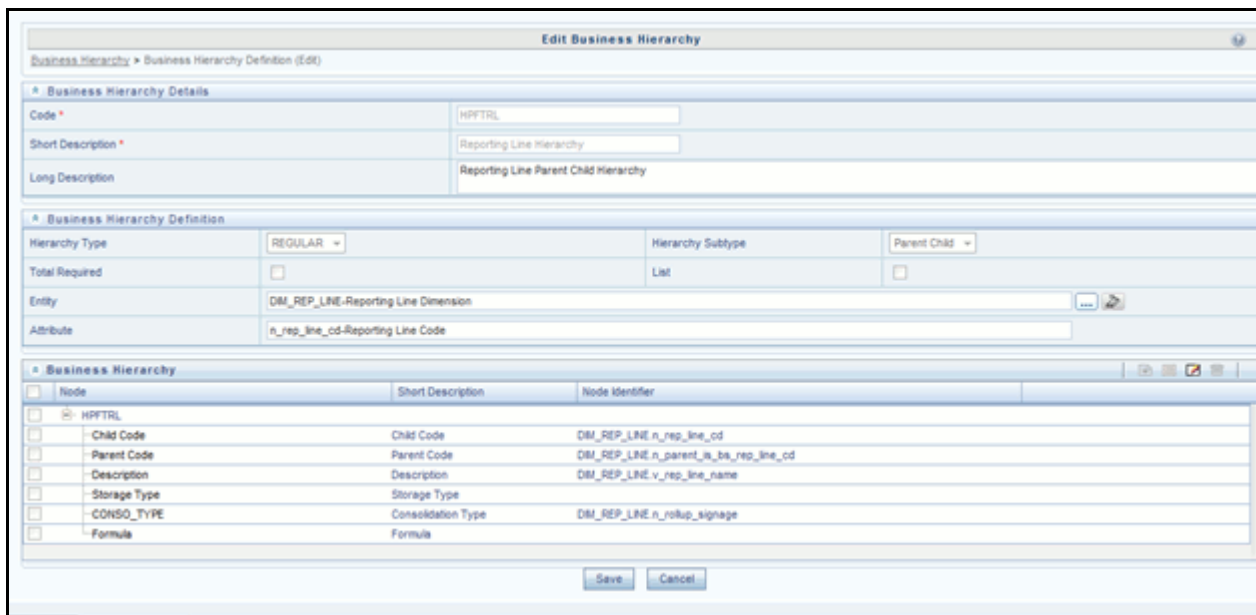 Edit Business Hierarchy
Business Hierarchy > Business Hierarchy Definition (Edit)
Business Hierarchy Details
Code * HPFTRL
Short Description * Reporting Line Hierarchy
Long Description Reporting Line Parent Child Hierarchy
Business Hierarchy Definition
Hierarchy Type REGULAR Hierarchy Subtype Parent Child
Total Required List
Entity DIM_REP_LINE-Reporting Line Dimension ...
Attribute n_rep_line_cd-Reporting Line Code
Business Hierarchy
Node Short Description Node Identifier
HPFTRL
Child Code Child Code DIM_REP_LINE.n_rep_line_cd
Parent Code Parent Code DIM_REP_LINE.n_parent_is_bs_rep_line_cd
Description Description DIM_REP_LINE.v_rep_line_name
Storage Type Storage Type
CONSO_TYPE Consolidation Type DIM_REP_LINE.n_rollup_signage
Formula Formula
Save Cancel